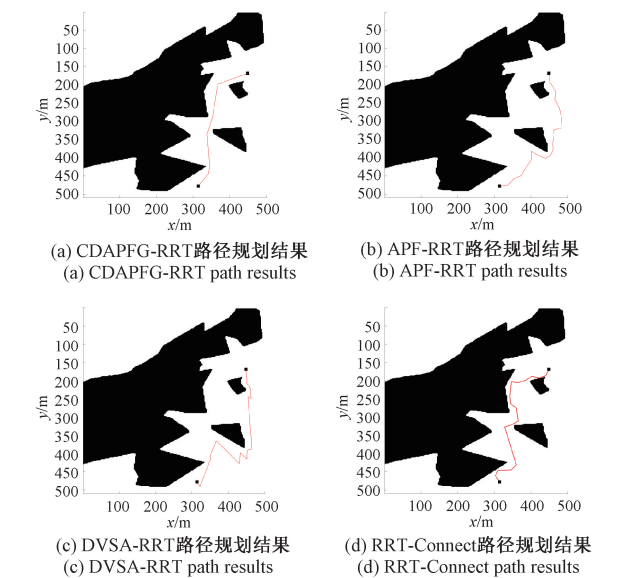 50
100
150
200
250
300
350
400
450
500
y/m
100 200 300 400 500
x/m
(a) CDAPFG-RRT路径规划结果
(a) CDAPFG-RRT path results
50
100
150
200
250
300
350
400
450
500
y/m
100 200 300 400 500
x/m
(b) APF-RRT路径规划结果
(b) APF-RRT path results
50
100
150
200
250
300
350
400
450
500
y/m
100 200 300 400 500
x/m
(c) DVSA-RRT路径规划结果
(c) DVSA-RRT path results
50
100
150
200
250
300
350
400
450
500
y/m
100 200 300 400 500
x/m
(d) RRT-Connect路径规划结果
(d) RRT-Connect path results